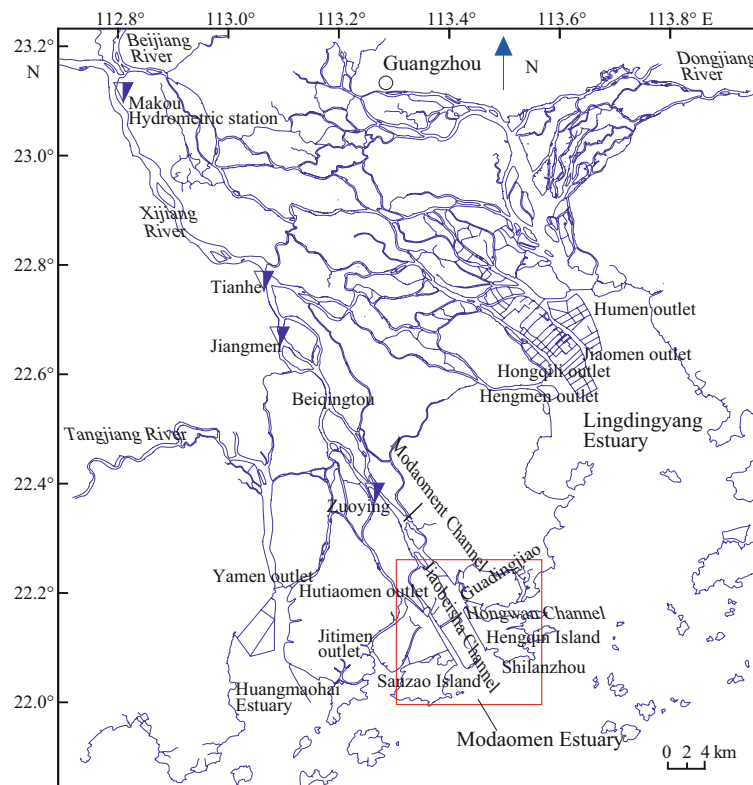 112.8°
113.0°
113.2°
113.4°
113.6°
113.8° E
23.2°
N
23.0°
22.8°
22.6°
22.4°
22.2°
22.0°
Beijiang
River
Guangzhou
N
Dongjiang
River
Makou
Hydrometric station
Xijiang
River
Tianhe
Humen outlet
Jiangmen
Jiaomen outlet
Hongqili outlet
Hengmen outlet
Beiqingtou
Lingdingyang
Estuary
Tangjiang River
Modaoment Channel
Zuoying
Guadingjiao
Yamen outlet
Hutiaomen outlet
Jiaobeisha Channel
Hongwan Channel
Hengqin Island
Jitimen
outlet
Shilanzhou
Sanzao Island
Huangmaohai
Estuary
Modaomen Estuary
0 2 4 km